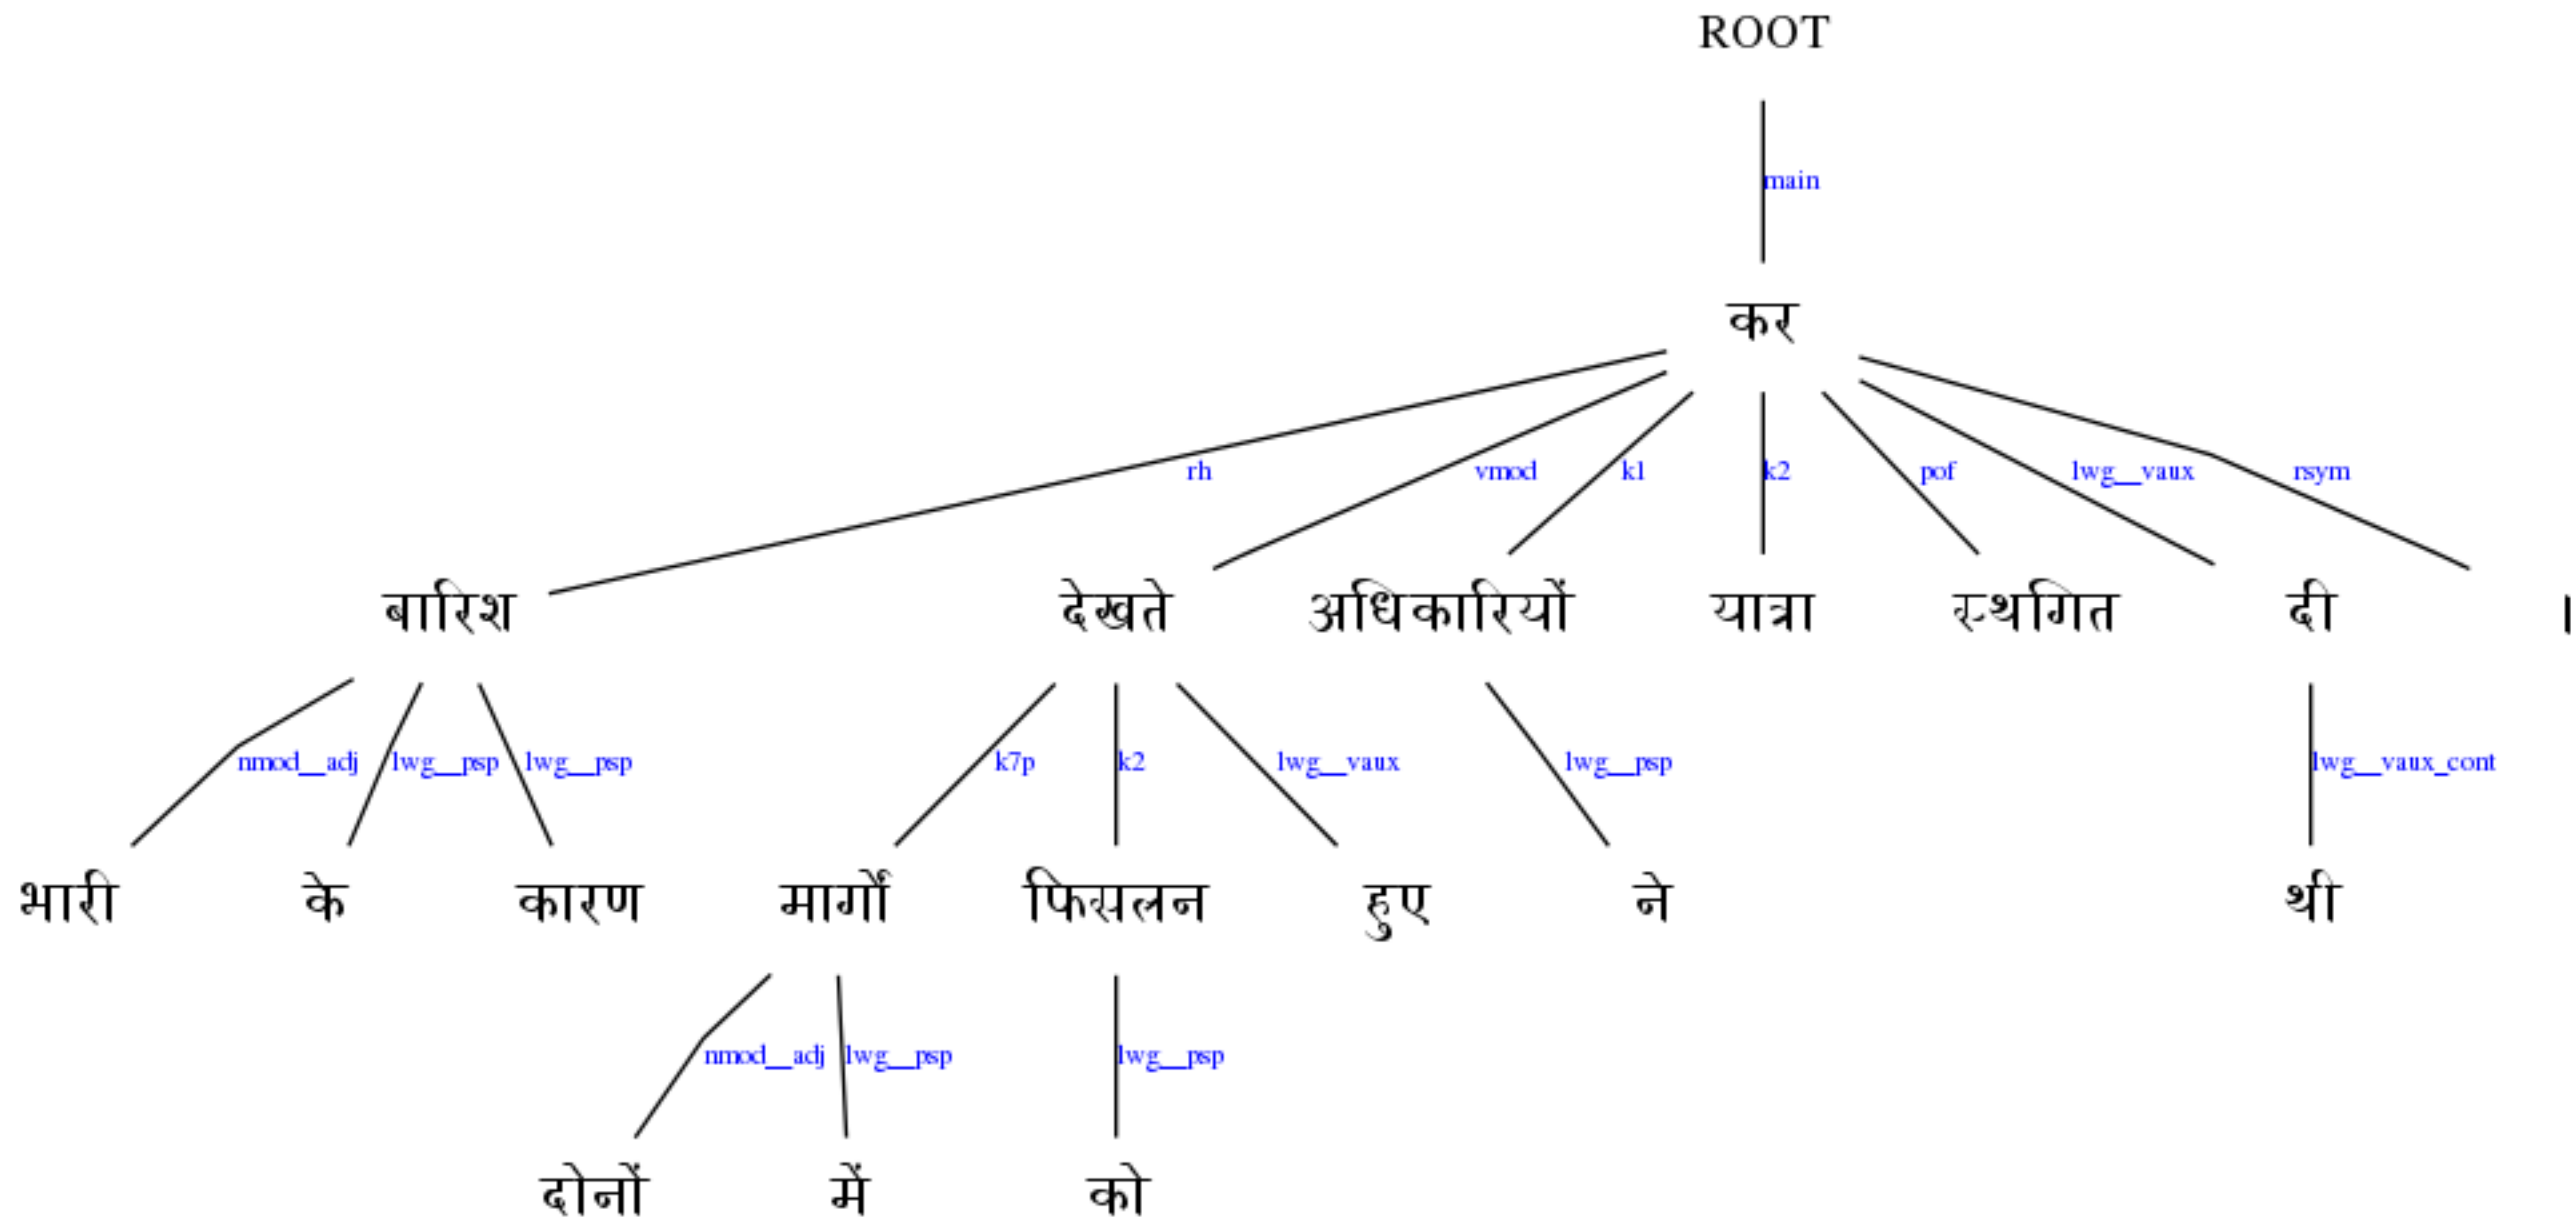 ROOT
main
कर
rh vmod k1 k2 pof lwg__vaux rsym
बारिश देखते अधिकारियों यात्रा स्थगित दी ।
nmod__adj lwg__psp lwg__psp k7p k2 lwg__vaux lwg__psp lwg__vaux_cont
भारी के कारण मार्गों फिसलन हुए ने थी
nmod__adj lwg__psp lwg__psp
दोनों में को